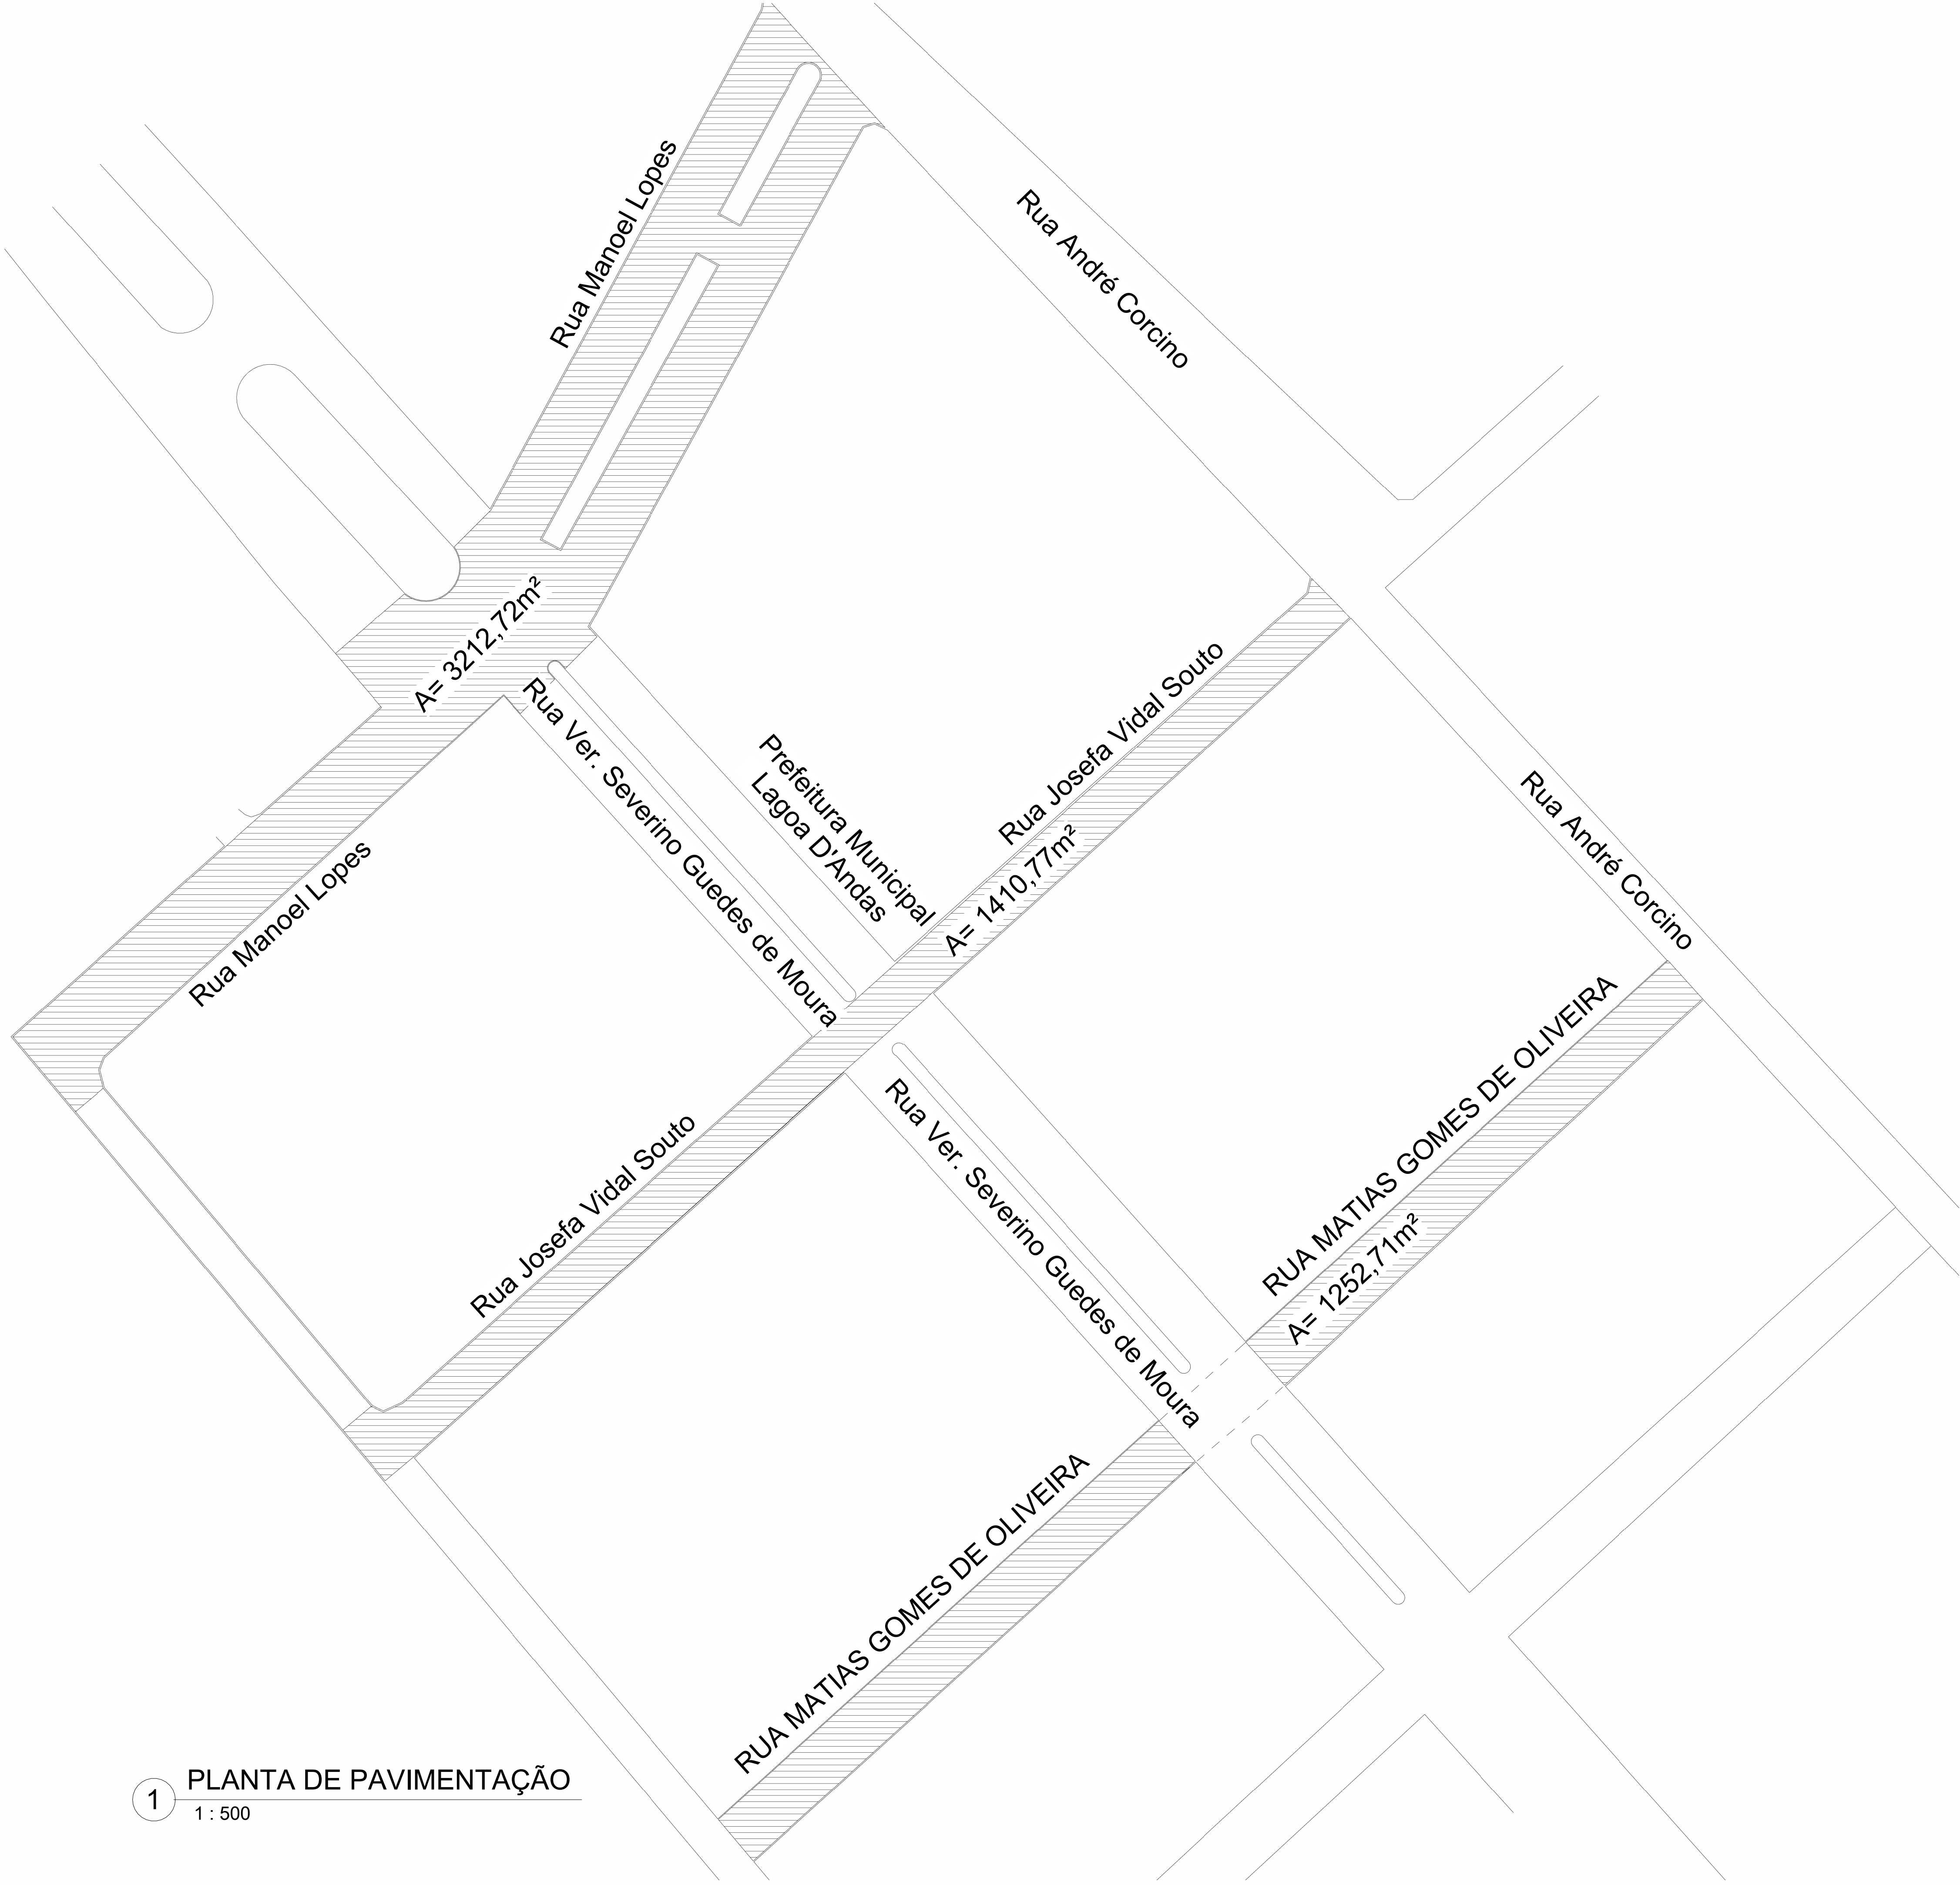 Rua Manoel Lopes
Rua André Corcino
A= 3212,72m²
Rua Ver. Severino Guedes de Moura
Prefeitura Municipal
Lagoa D'Andas
Rua Josefa Vidal Souto
A= 1410,77m²
Rua André Corcino
Rua Manoel Lopes
RUA MATIAS GOMES DE OLIVEIRA
A= 1252,71m²
Rua Ver. Severino Guedes de Moura
Rua Josefa Vidal Souto
RUA MATIAS GOMES DE OLIVEIRA
1
PLANTA DE PAVIMENTAÇÃO
1 : 500